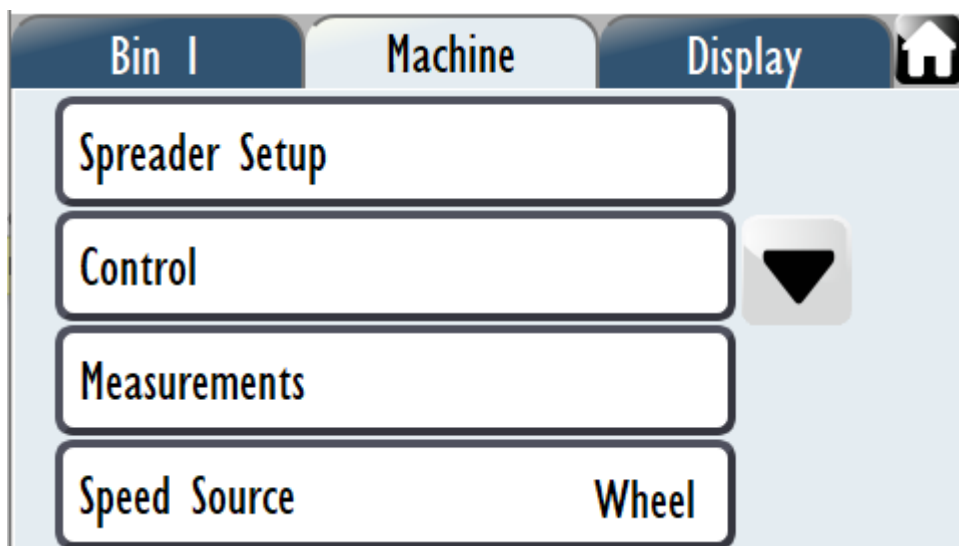 Bin 1 Machine Display
Spreader Setup
Control
Measurements
Speed Source Wheel